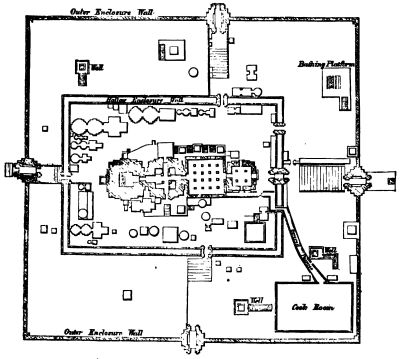 Outer Enclosure Wall
Well
Bathing Platform
Inner Enclosure Wall
Well
Well
Cook Room
Outer Enclosure Wall